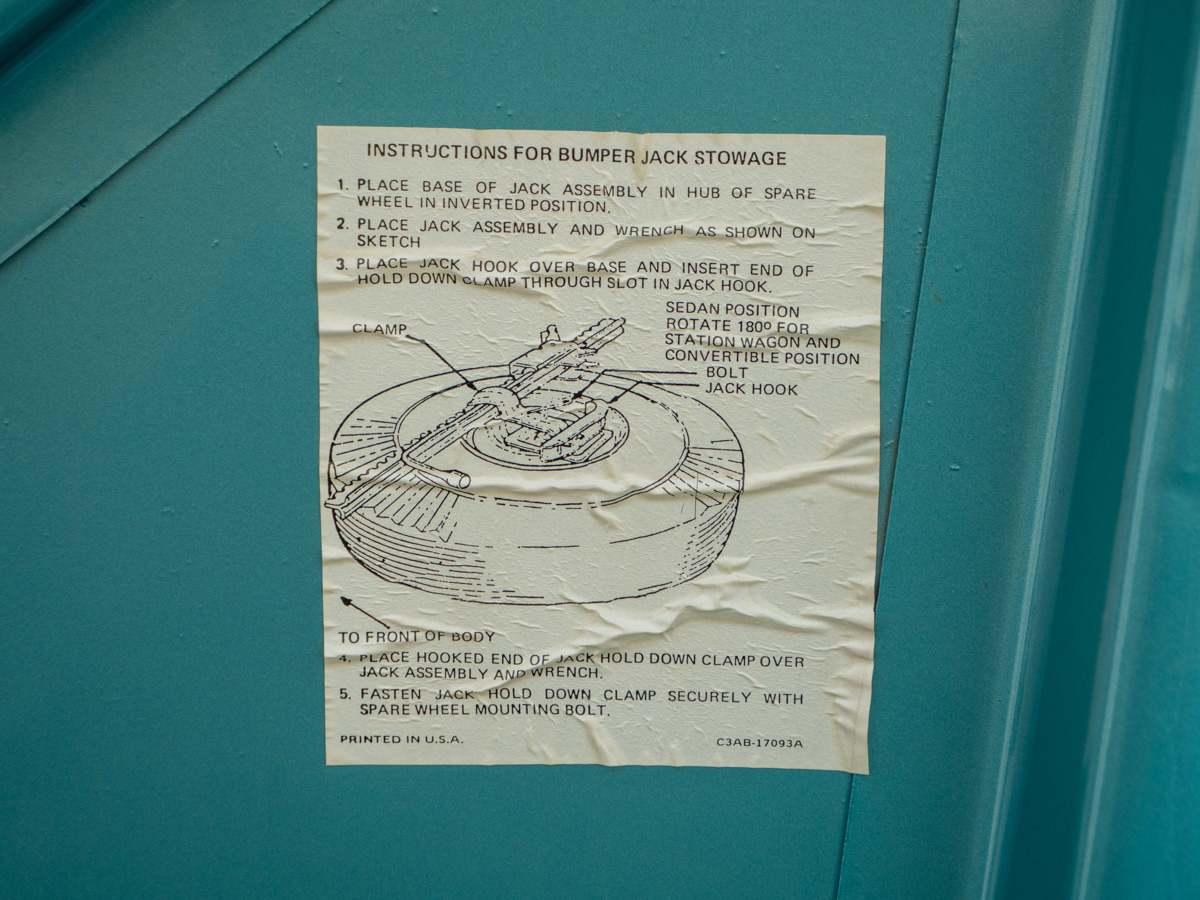 INSTRUCTIONS FOR BUMPER JACK STOWAGE
1. PLACE BASE OF JACK ASSEMBLY IN HUB OF SPARE
WHEEL IN INVERTED POSITION.
2. PLACE JACK ASSEMBLY AND WRENCH AS SHOWN ON
SKETCH
3. PLACE JACK HOOK OVER BASE AND INSERT END OF
HOLD DOWN CLAMP THROUGH SLOT IN JACK HOOK.
SEDAN POSITION
ROTATE 180º FOR
STATION WAGON AND
CONVERTIBLE POSITION
CLAMP
BOLT
JACK HOOK
TO FRONT OF BODY
4. PLACE HOOKED END OF JACK HOLD DOWN CLAMP OVER
JACK ASSEMBLY AND WRENCH.
5. FASTEN JACK HOLD DOWN CLAMP SECURELY WITH
SPARE WHEEL MOUNTING BOLT.
PRINTED IN U.S.A.
C3AB-17093A